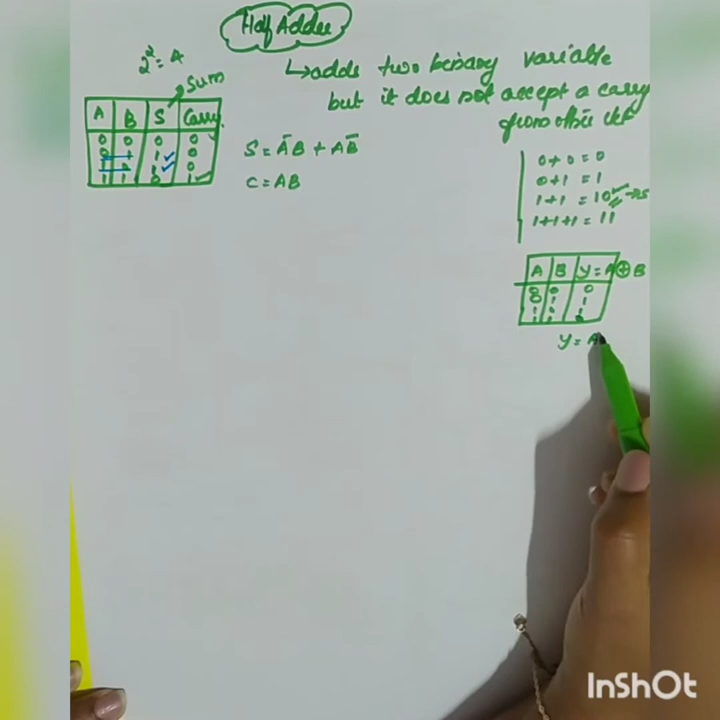 Half Adder
2² = 4
Sum
↳ adds two binary variable
but it does not accept a carry
from other ckt
A B S Carry
0 0 0 0
0 1 1 0
1 0 1 0
1 1 0 1
S = A̅B + AB̅
C = AB
0+0 = 0
0+1 = 1
1+1 = 10
1+1+1 = 11
A B Y = A⊕B
0 0 0
0 1 1
1 0 1
1 1 0
Y = A
InShOt